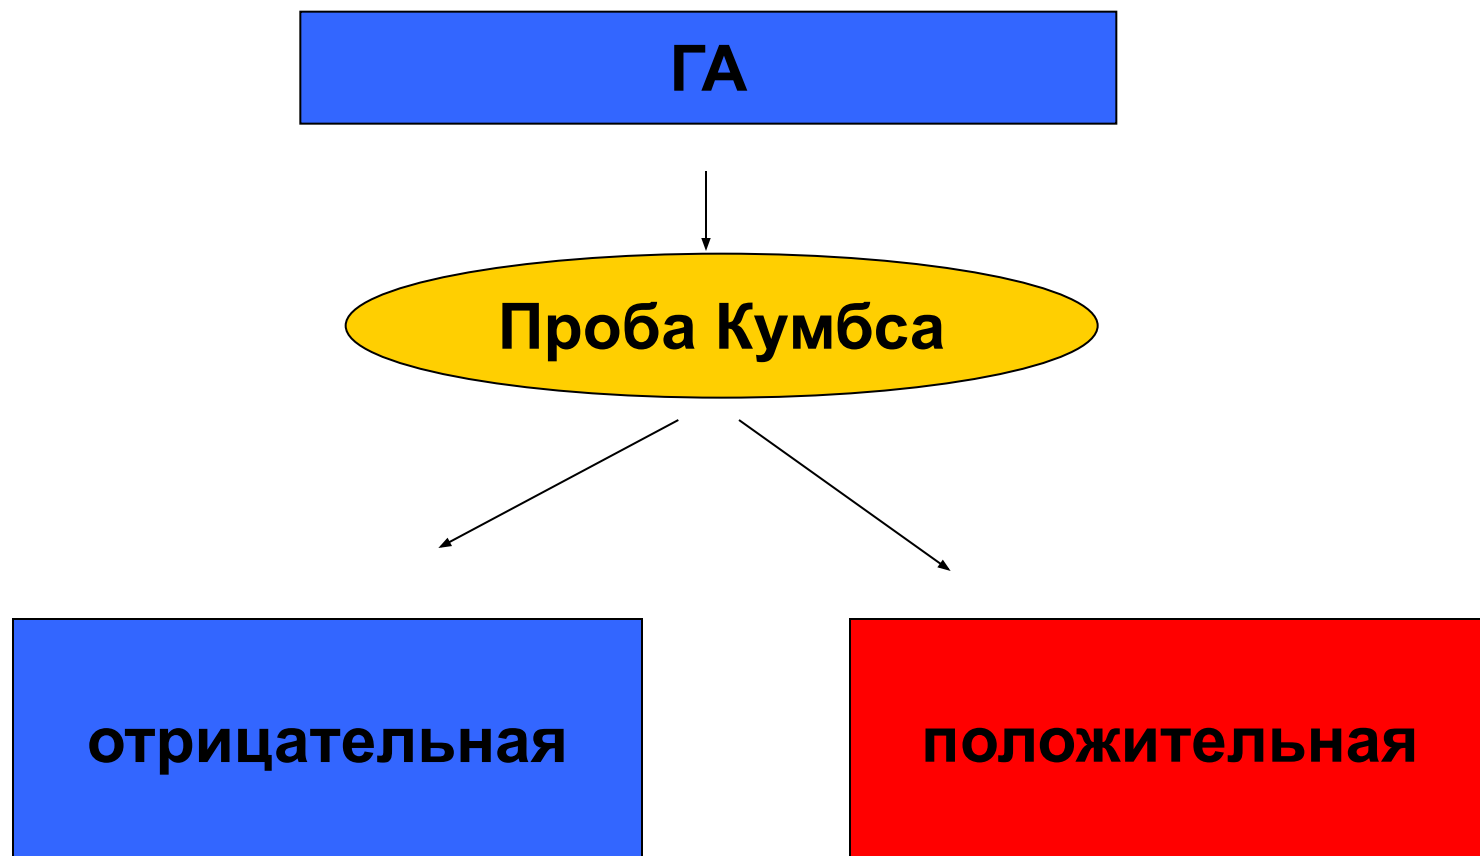 ГА
Проба Кумбса
отрицательная
положительная